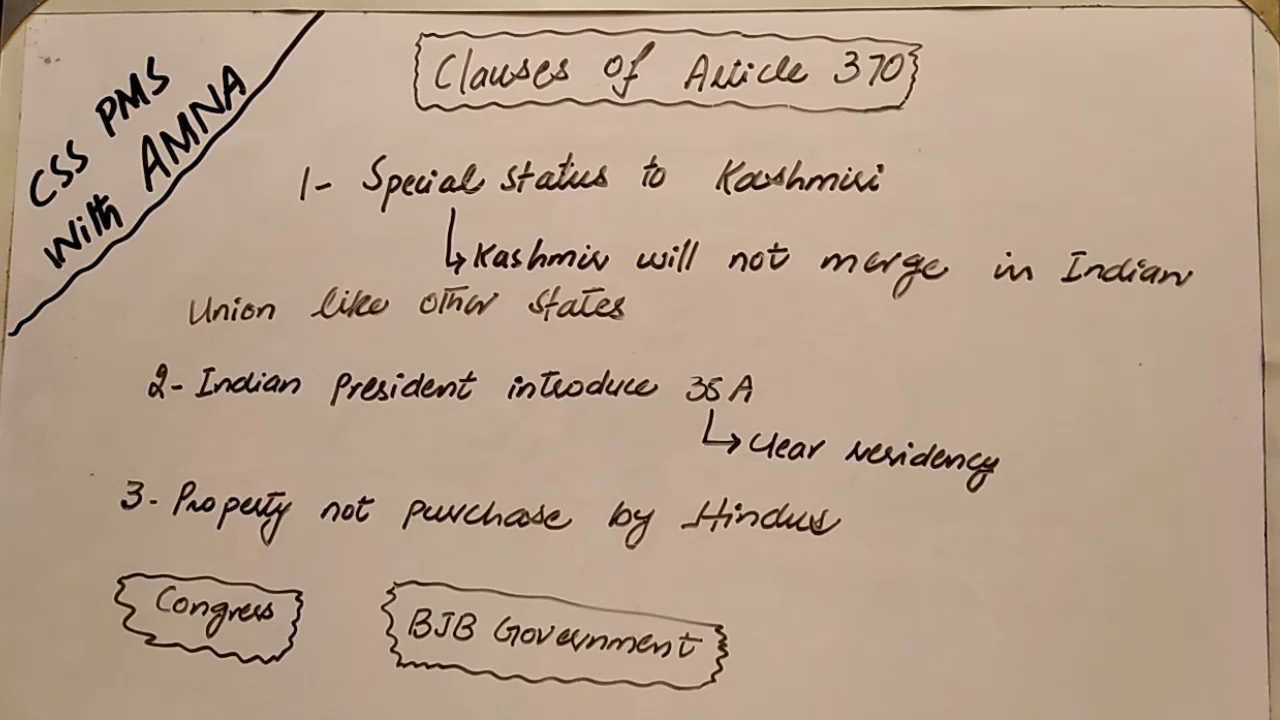 CSS PMS
with AMNA
Clauses of Article 370
1- Special status to Kashmiri
↳ Kashmir will not merge in Indian
Union like other states
2- Indian President introduce 35A
↳ Clear residency
3- Property not purchase by Hindus
Congress
BJB Government